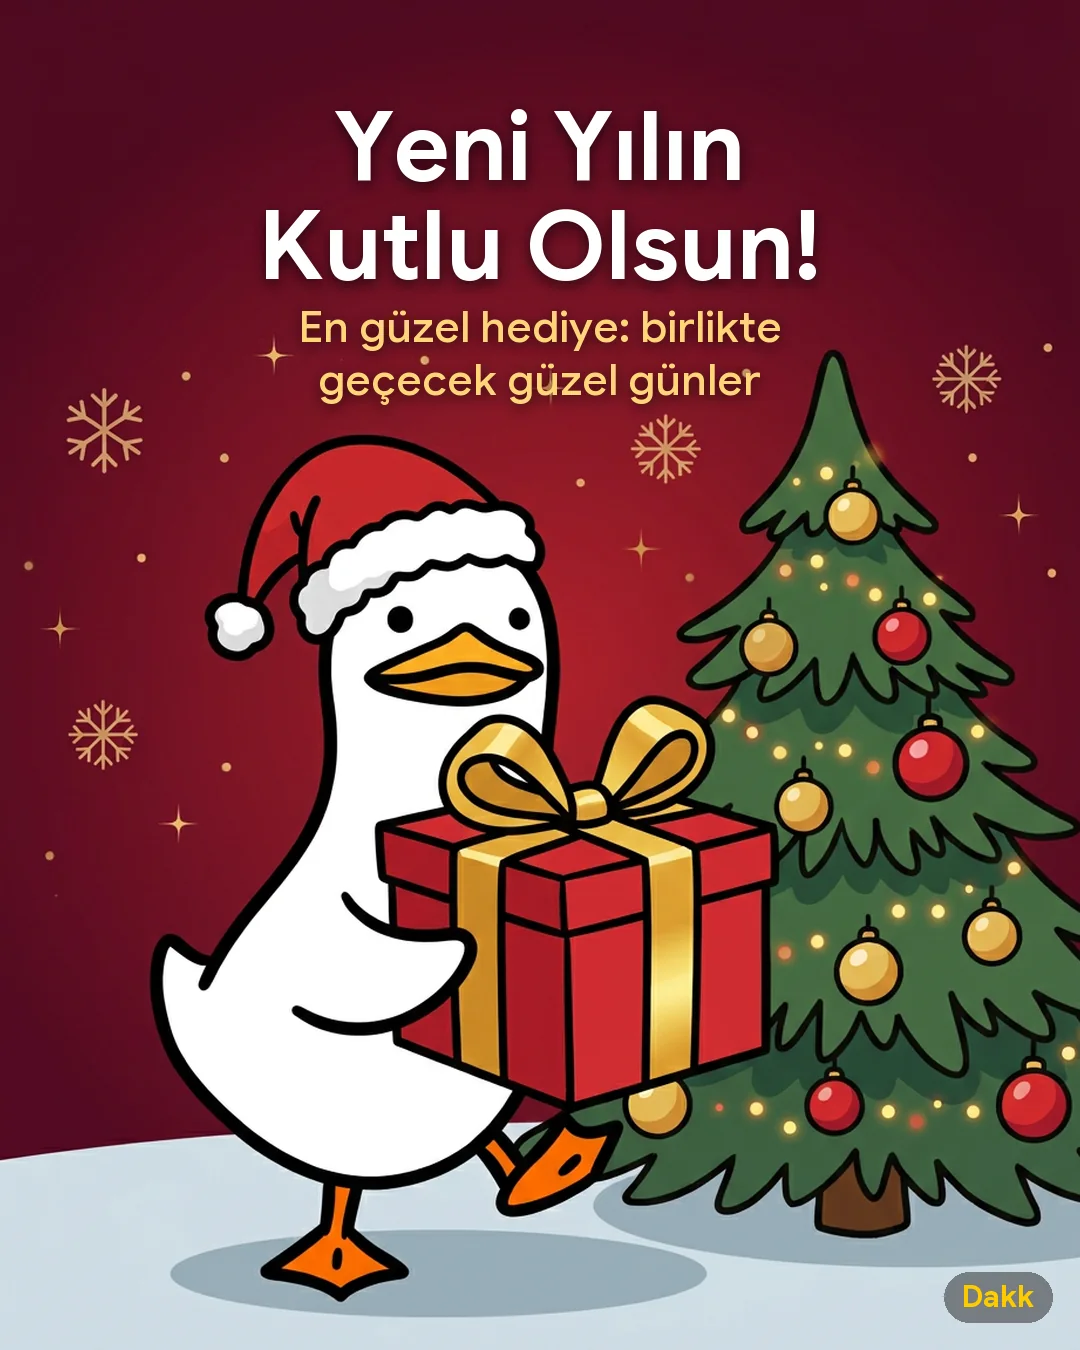 Yeni Yılın
Kutlu Olsun!
En güzel hediye: birlikte
geçecek güzel günler
Dakk